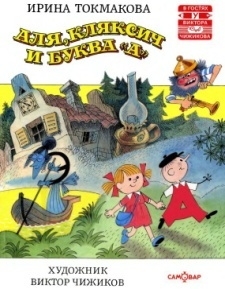 ИРИНА ТОКМАКОВА
В ГОСТЯХ
У
ВИКТОРА
ЧИЖИКОВА
АЛЯ, КЛЯКСИЧ
И БУКВА "А"
ХУДОЖНИК
ВИКТОР ЧИЖИКОВ
САМОВАР